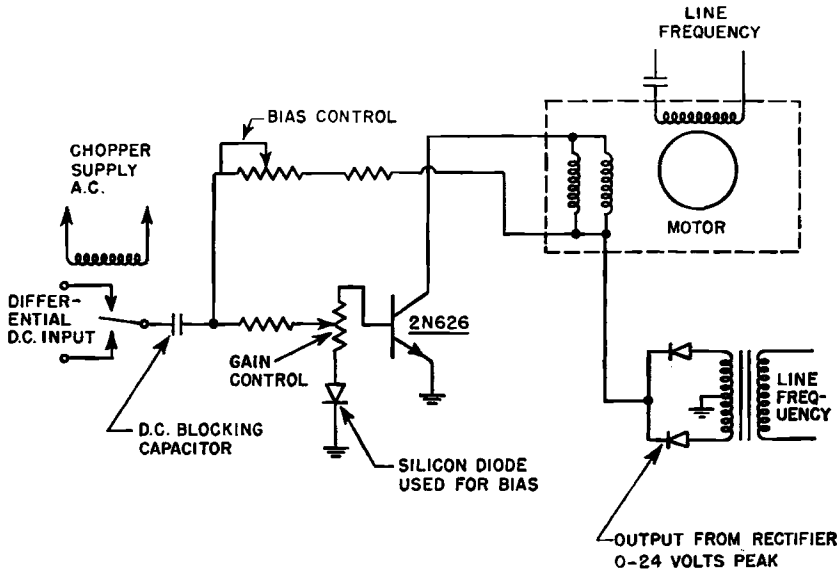 LINE
FREQUENCY
BIAS CONTROL
CHOPPER
SUPPLY
A.C.
MOTOR
DIFFER-
ENTIAL
D.C. INPUT
2N626
GAIN
CONTROL
LINE
FREQ-
UENCY
D.C. BLOCKING
CAPACITOR
SILICON DIODE
USED FOR BIAS
OUTPUT FROM RECTIFIER
0-24 VOLTS PEAK